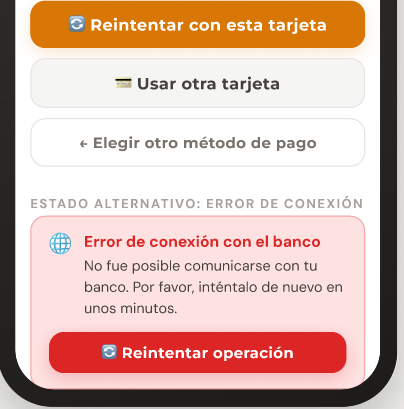 Reintentar con esta tarjeta
Usar otra tarjeta
← Elegir otro método de pago
ESTADO ALTERNATIVO: ERROR DE CONEXIÓN
Error de conexión con el banco
No fue posible comunicarse con tu
banco. Por favor, inténtalo de nuevo en
unos minutos.
Reintentar operación